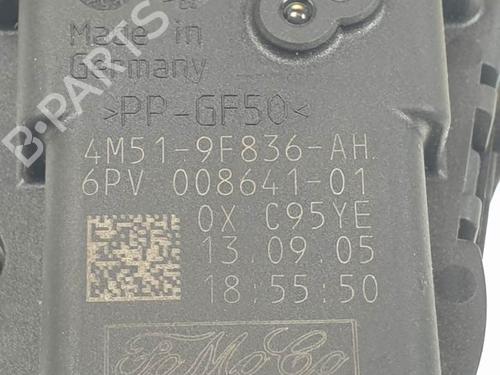 Made in
Germany
>PP-GF50<
4M51-9F836-AH
6PV 008641-01
0X C95YE
13.09.05
18:55:50
FoMoCo
B-PARTS